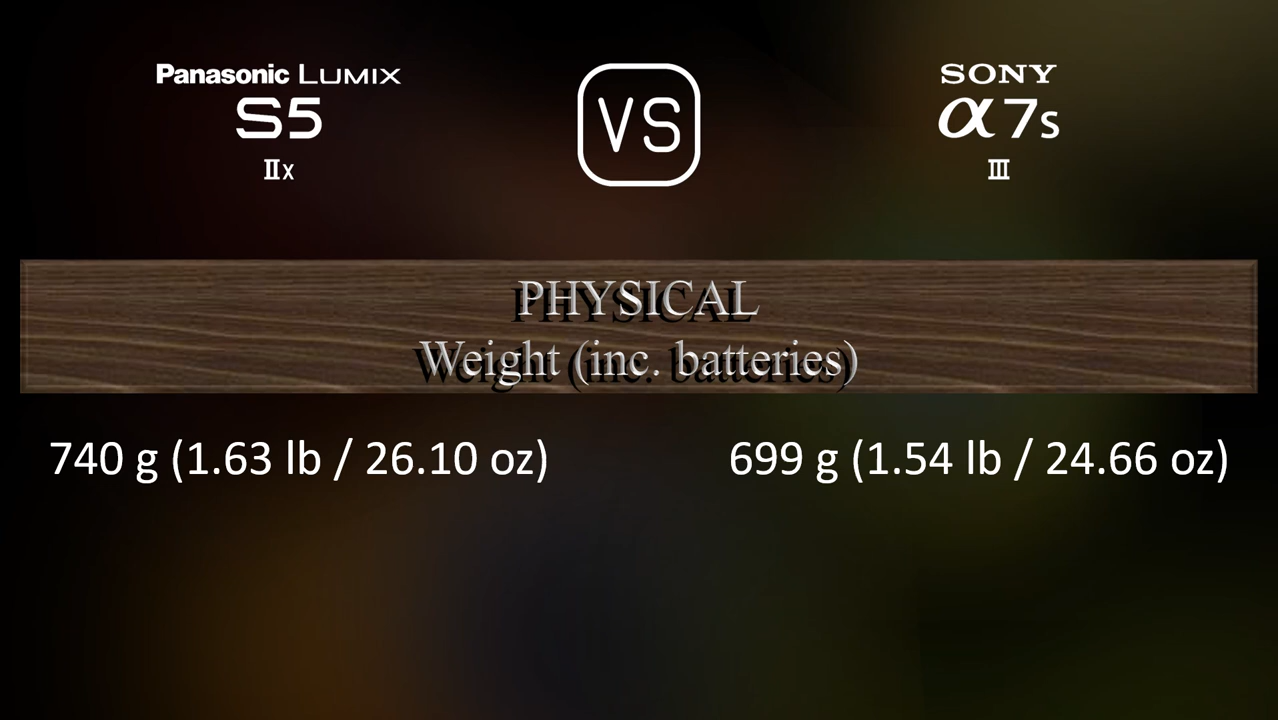 Panasonic LUMIX
S5
IIx
VS
SONY
α7s
III
PHYSICAL
Weight (inc. batteries)
740 g (1.63 lb / 26.10 oz)
699 g (1.54 lb / 24.66 oz)